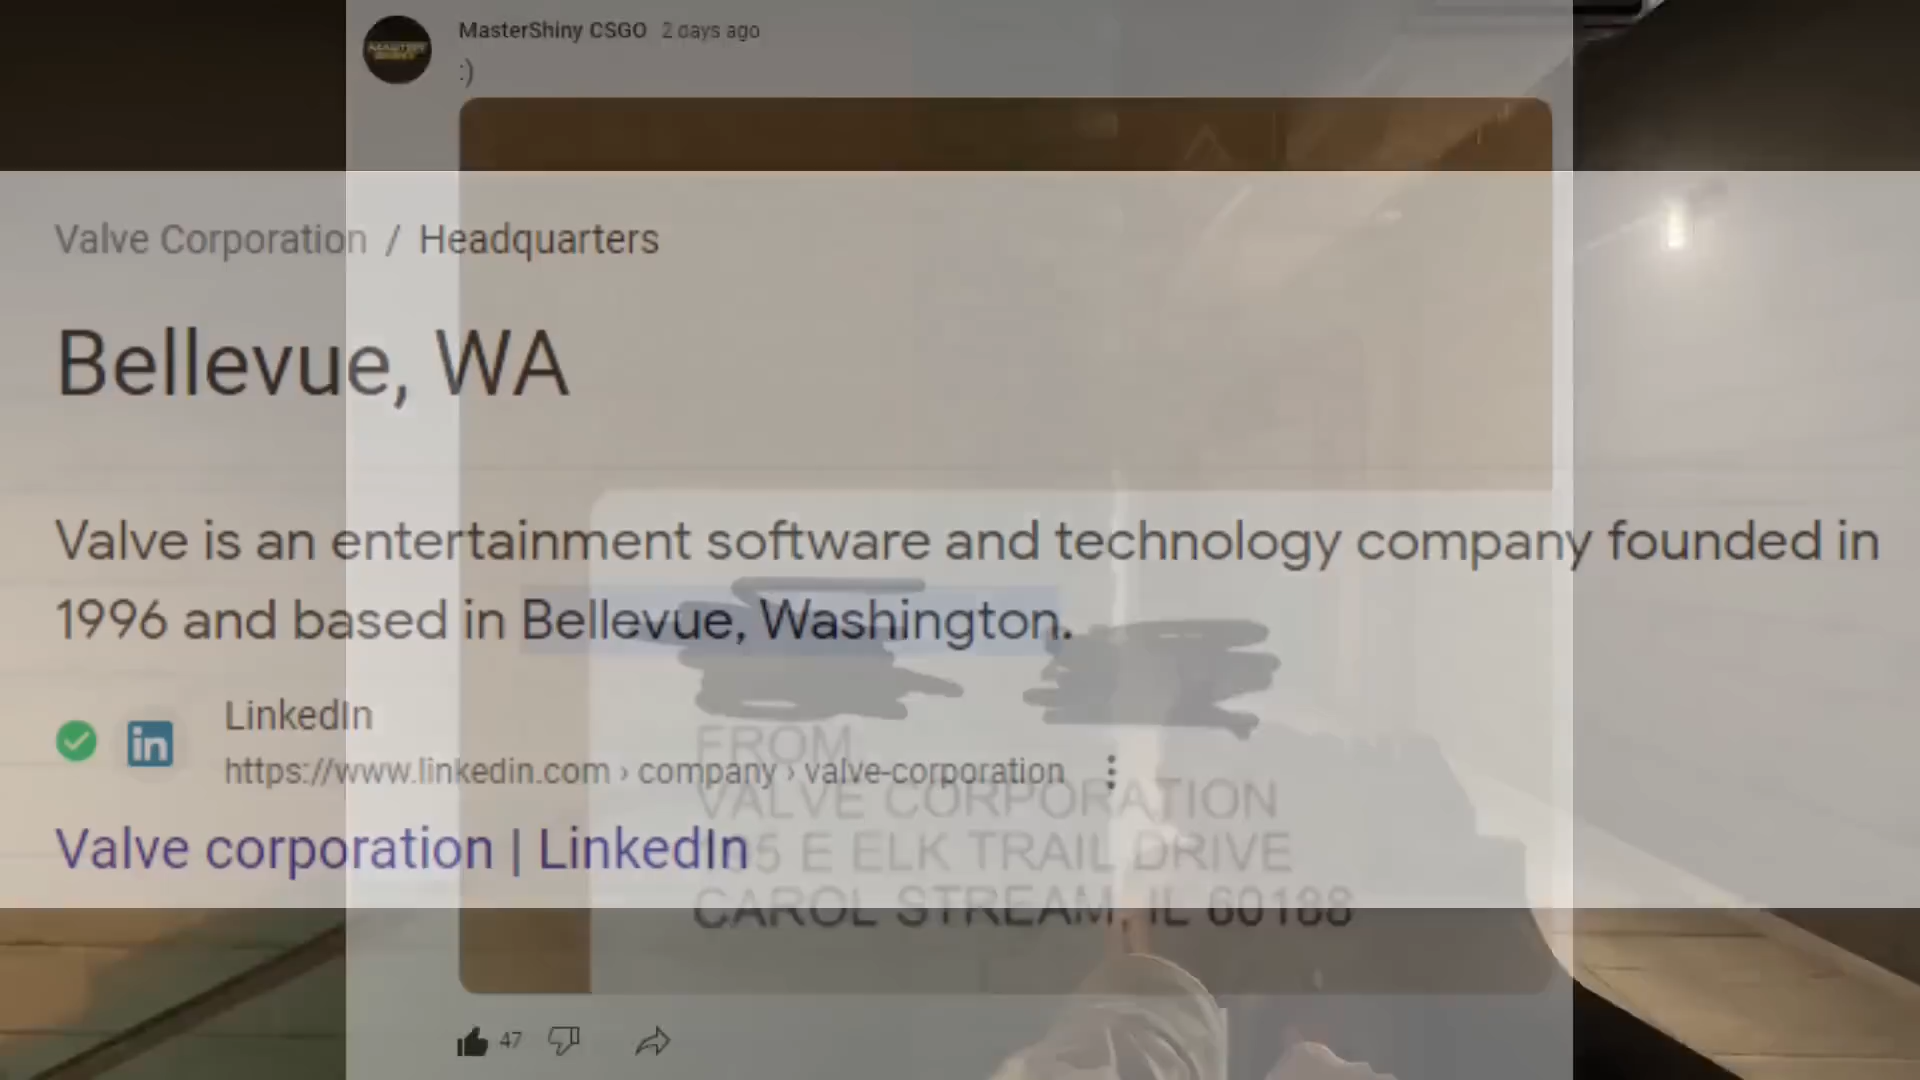 MasterShiny CSGO 2 days ago
:)
Valve Corporation / Headquarters
Bellevue, WA
Valve is an entertainment software and technology company founded in
1996 and based in Bellevue, Washington.
LinkedIn
https://www.linkedin.com › company › valve-corporation
Valve corporation | LinkedIn
FROM
VALVE CORPORATION
E ELK TRAIL DRIVE
CAROL STREAM, IL 60188
47